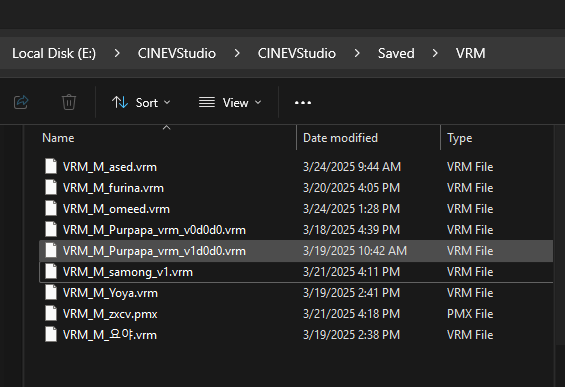 Local Disk (E:) > CINEVStudio > CINEVStudio > Saved > VRM
Sort View ...
Name Date modified Type
VRM_M_ased.vrm 3/24/2025 9:44 AM VRM File
VRM_M_furina.vrm 3/20/2025 4:05 PM VRM File
VRM_M_omeed.vrm 3/24/2025 1:28 PM VRM File
VRM_M_Purpapa_vrm_v0d0d0.vrm 3/18/2025 4:39 PM VRM File
VRM_M_Purpapa_vrm_v1d0d0.vrm 3/19/2025 10:42 AM VRM File
VRM_M_samong_v1.vrm 3/21/2025 4:11 PM VRM File
VRM_M_Yoya.vrm 3/19/2025 2:41 PM VRM File
VRM_M_zxcv.pmx 3/21/2025 4:18 PM PMX File
VRM_M_요야.vrm 3/19/2025 2:38 PM VRM File